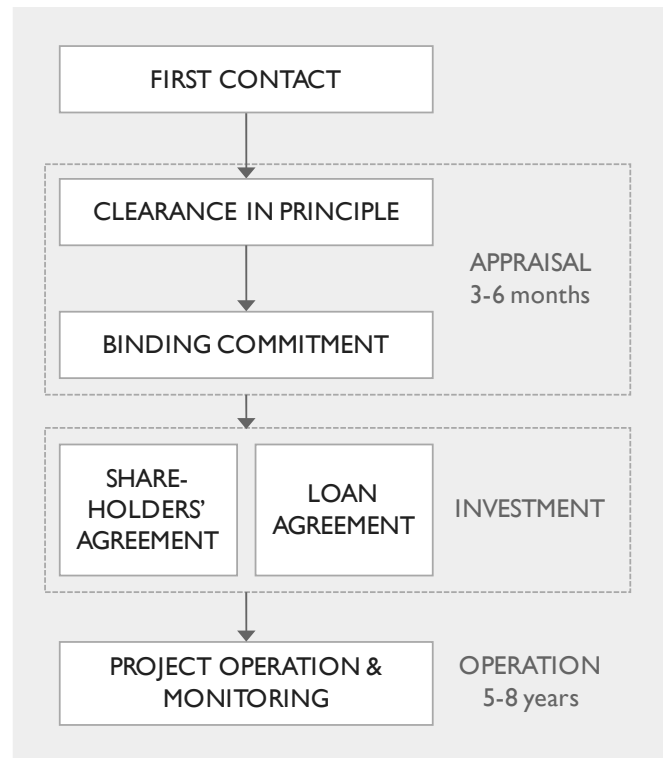 FIRST CONTACT
CLEARANCE IN PRINCIPLE
APPRAISAL
3-6 months
BINDING COMMITMENT
SHARE-
HOLDERS’
AGREEMENT
LOAN
AGREEMENT
INVESTMENT
PROJECT OPERATION &
MONITORING
OPERATION
5-8 years